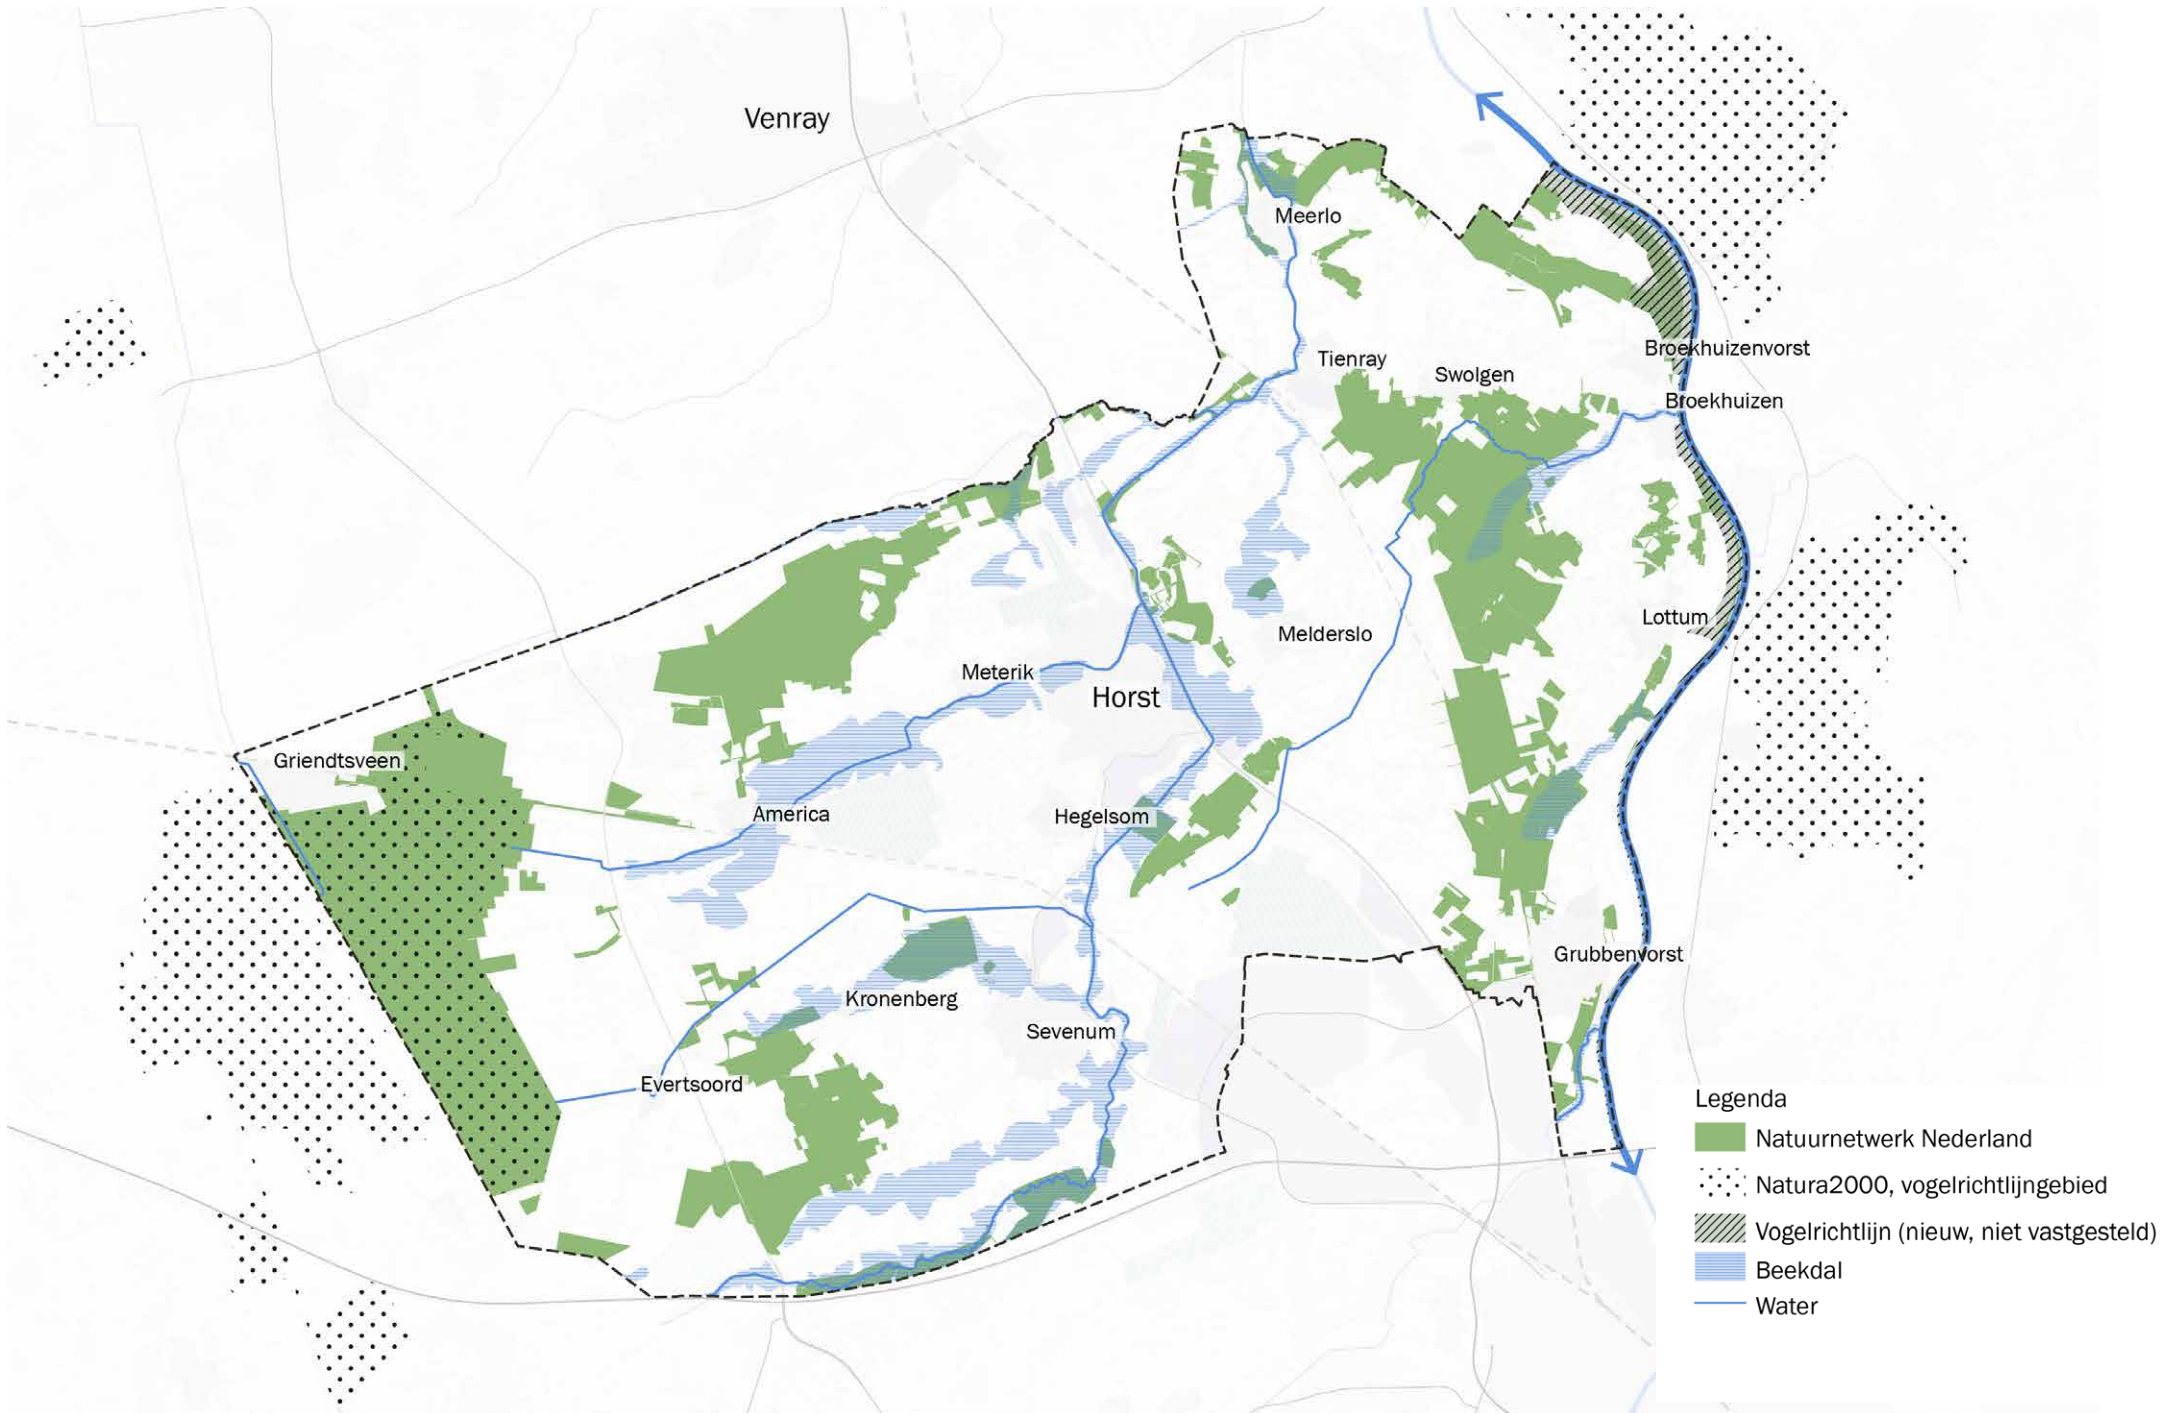 Venray
Meerlo
Broekhuizenvorst
Tienray
Swolgen
Broekhuizen
Lottum
Melderslo
Meterik
Horst
Griendtsveen
America
Hegelsom
Grubbenvorst
Kronenberg
Sevenum
Evertsoord
Legenda
Natuurnetwerk Nederland
Natura2000, vogelrichtlijngebied
Vogelrichtlijn (nieuw, niet vastgesteld)
Beekdal
Water